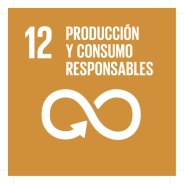 12 PRODUCCIÓN
Y CONSUMO
RESPONSABLES